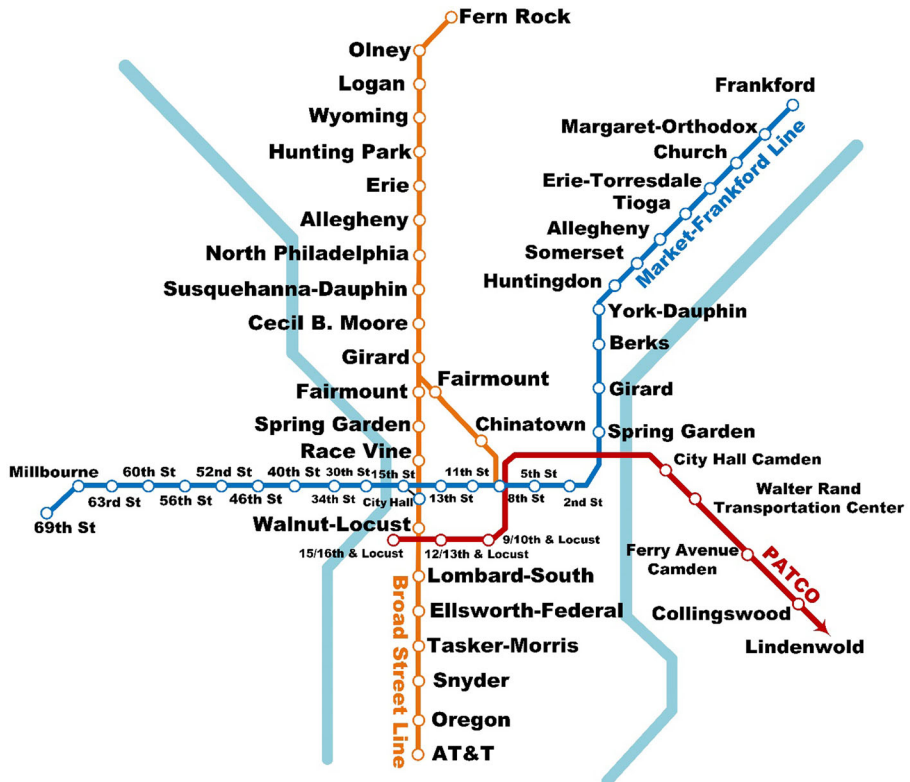 Fern Rock
Olney
Logan
Wyoming
Hunting Park
Erie
Allegheny
North Philadelphia
Susquehanna-Dauphin
Cecil B. Moore
Girard
Fairmount
Fairmount
Spring Garden
Chinatown
Race Vine
Frankford
Margaret-Orthodox
Church
Erie-Torresdale
Tioga
Allegheny
Somerset
Huntingdon
Market-Frankford Line
York-Dauphin
Berks
Girard
Spring Garden
Millbourne
69th St
63rd St
60th St
56th St
52nd St
46th St
40th St
34th St
30th St
15th St
City Hall
13th St
11th St
8th St
5th St
2nd St
Walnut-Locust
15/16th & Locust
12/13th & Locust
9/10th & Locust
City Hall Camden
Walter Rand
Transportation Center
Ferry Avenue
Camden
PATCO
Collingswood
Lindenwold
Lombard-South
Ellsworth-Federal
Tasker-Morris
Snyder
Oregon
AT&T
Broad Street Line